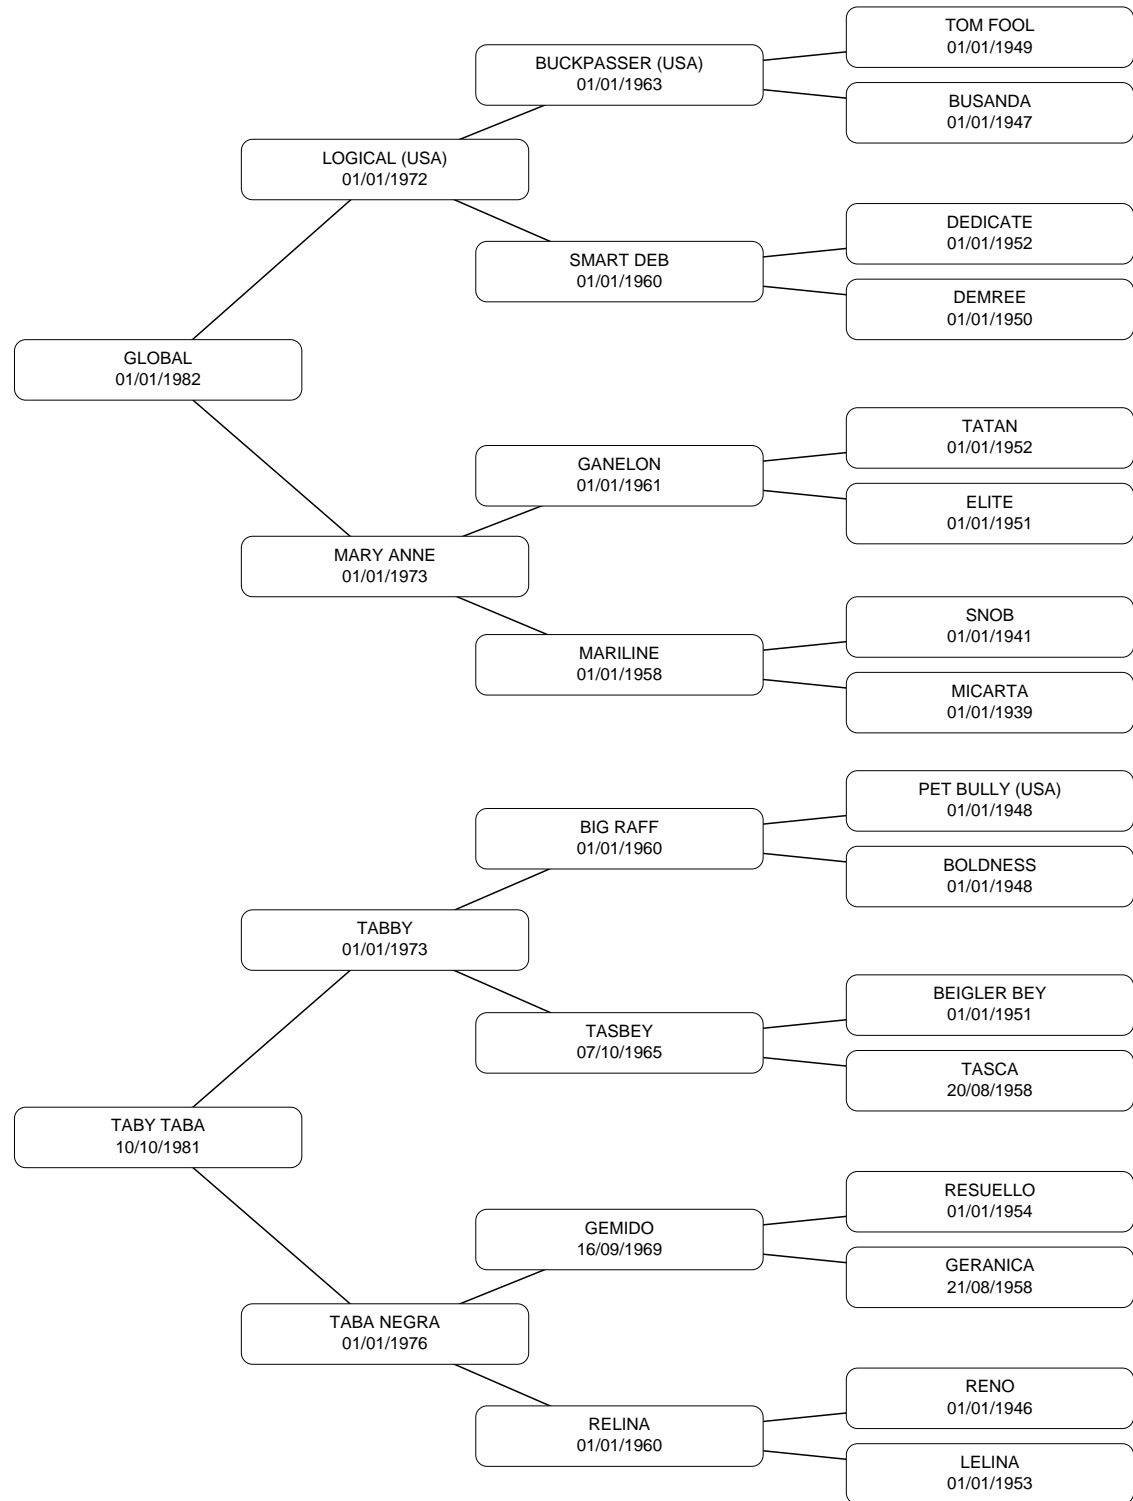 TOM FOOL
01/01/1949
BUCKPASSER (USA)
01/01/1963
BUSANDA
01/01/1947
LOGICAL (USA)
01/01/1972
DEDICATE
01/01/1952
SMART DEB
01/01/1960
DEMREE
01/01/1950
GLOBAL
01/01/1982
TATAN
01/01/1952
GANELON
01/01/1961
ELITE
01/01/1951
MARY ANNE
01/01/1973
SNOB
01/01/1941
MARILINE
01/01/1958
MICARTA
01/01/1939
PET BULLY (USA)
01/01/1948
BIG RAFF
01/01/1960
BOLDNESS
01/01/1948
TABBY
01/01/1973
BEIGLER BEY
01/01/1951
TASBEY
07/10/1965
TASCA
20/08/1958
TABY TABA
10/10/1981
RESUELLO
01/01/1954
GEMIDO
16/09/1969
GERANICA
21/08/1958
TABA NEGRA
01/01/1976
RENO
01/01/1946
RELINA
01/01/1960
LELINA
01/01/1953